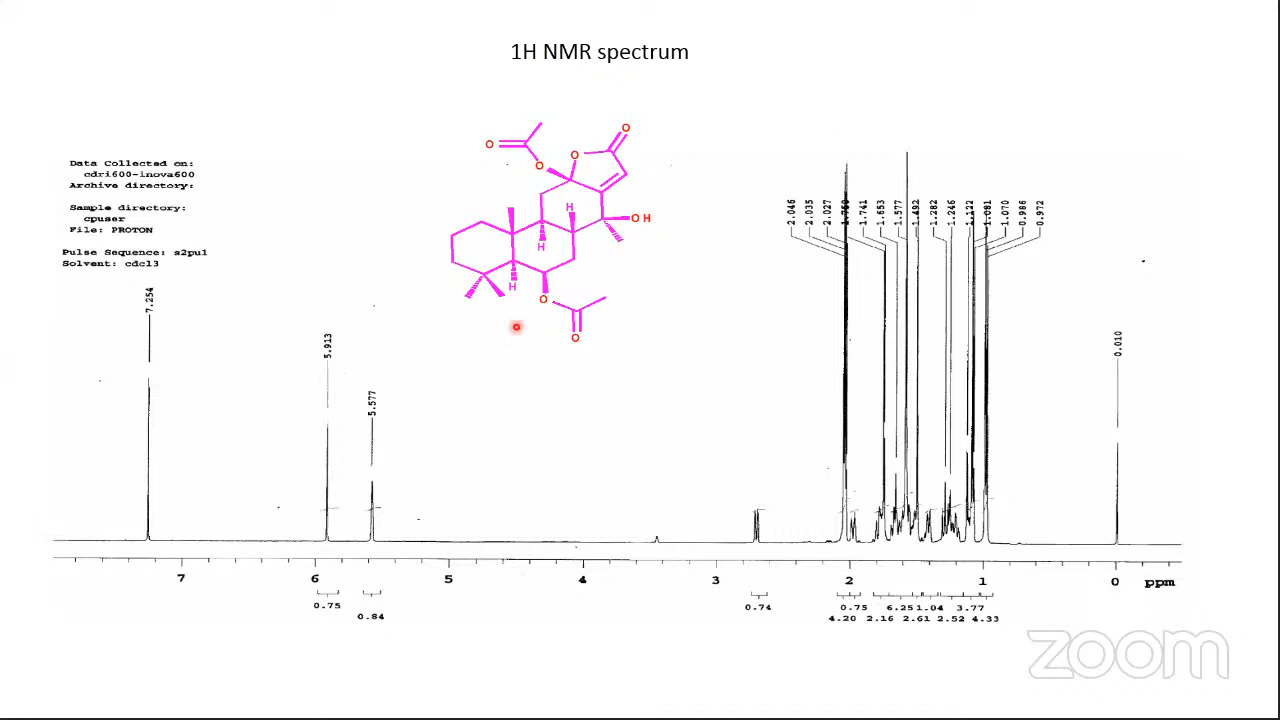 1H NMR spectrum
Data Collected on:
cdri600-inova600
Archive directory:
Sample directory:
cpuser
File: PROTON
Pulse Sequence: s2pul
Solvent: cdcl3
O
O
O
O
H
OH
H
H
O
O
7.254
5.913
5.577
2.046
2.035
2.027
1.750
1.741
1.653
1.577
1.492
1.282
1.246
1.122
1.081
1.070
0.986
0.972
0.010
7 6 5 4 3 2 1 0 ppm
0.75 0.74 0.75 6.25 1.04 3.77
0.84 4.20 2.16 2.61 2.52 4.33
zoom